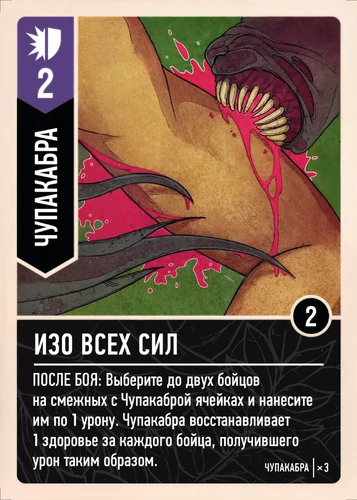 2
ЧУПАКАБРА
2
ИЗО ВСЕХ СИЛ
ПОСЛЕ БОЯ: Выберите до двух бойцов
на смежных с Чупакаброй ячейках и нанесите
им по 1 урону. Чупакабра восстанавливает
1 здоровье за каждого бойца, получившего
урон таким образом.
ЧУПАКАБРА | ×3